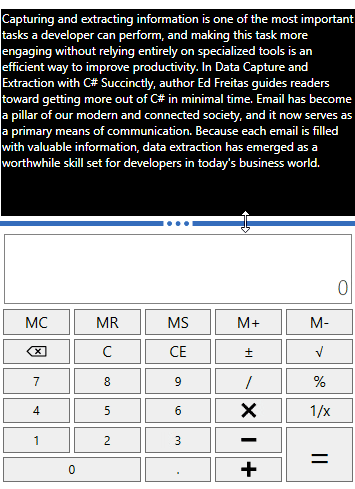 Capturing and extracting information is one of the most important
tasks a developer can perform, and making this task more
engaging without relying entirely on specialized tools is an
efficient way to improve productivity. In Data Capture and
Extraction with C# Succinctly, author Ed Freitas guides readers
toward getting more out of C# in minimal time. Email has become
a pillar of our modern and connected society, and it now serves as
a primary means of communication. Because each email is filled
with valuable information, data extraction has emerged as a
worthwhile skill set for developers in today's business world.
0
MC MR MS M+ M-
C CE ± √
7 8 9 / %
4 5 6 × 1/x
1 2 3 − =
0 . +